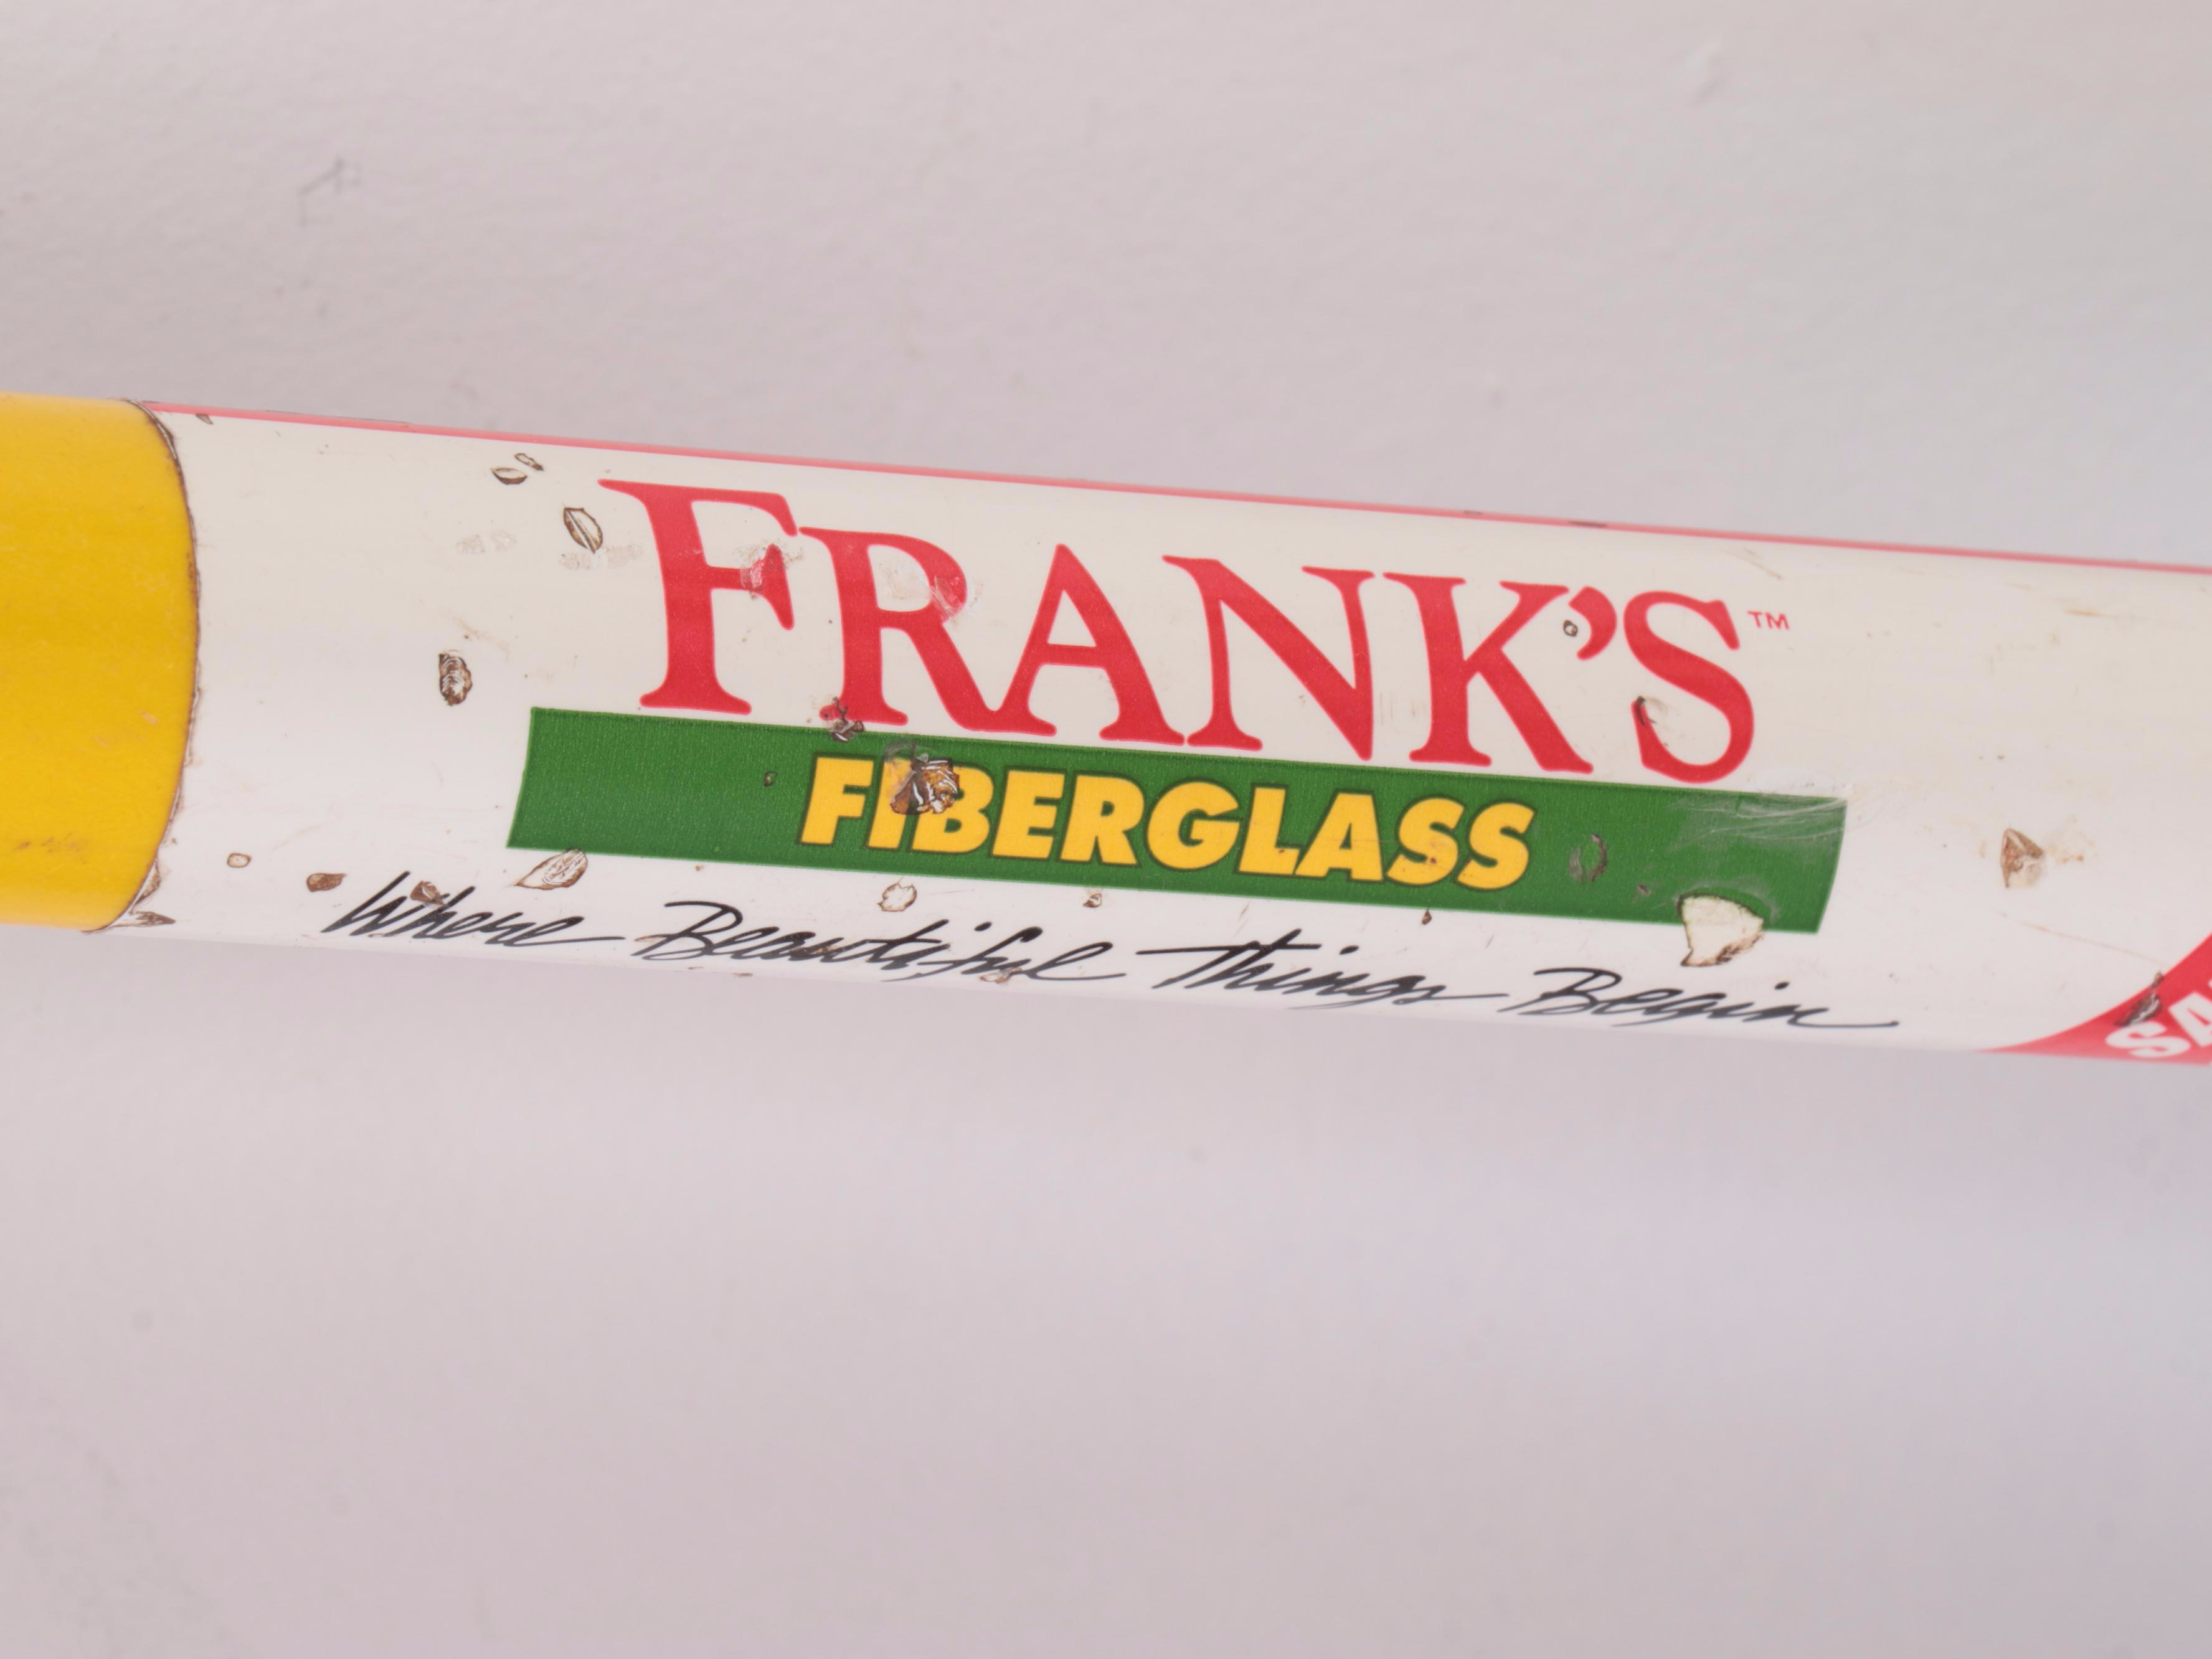 FRANK'S™
FIBERGLASS
Where Beautiful Things Begin